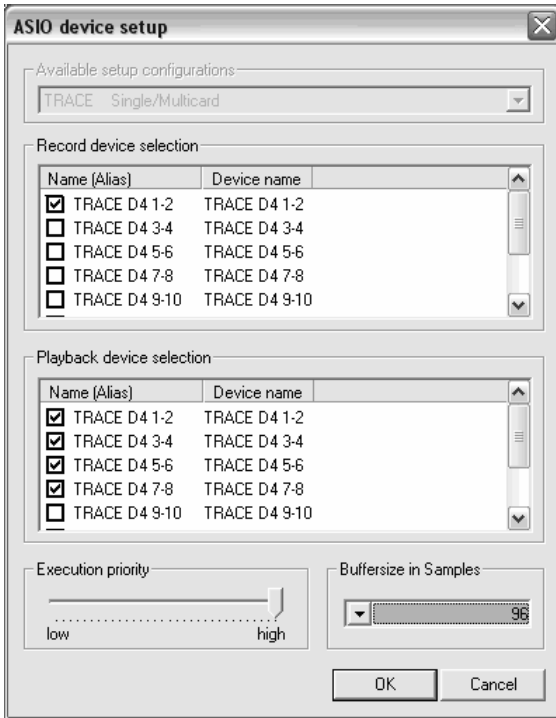 ASIO device setup
Available setup configurations
TRACE Single/Multicard
Record device selection
Name (Alias) Device name
TRACE D4 1-2 TRACE D4 1-2
TRACE D4 3-4 TRACE D4 3-4
TRACE D4 5-6 TRACE D4 5-6
TRACE D4 7-8 TRACE D4 7-8
TRACE D4 9-10 TRACE D4 9-10
Playback device selection
Name (Alias) Device name
TRACE D4 1-2 TRACE D4 1-2
TRACE D4 3-4 TRACE D4 3-4
TRACE D4 5-6 TRACE D4 5-6
TRACE D4 7-8 TRACE D4 7-8
TRACE D4 9-10 TRACE D4 9-10
Execution priority
low high
Buffersize in Samples
96
OK Cancel